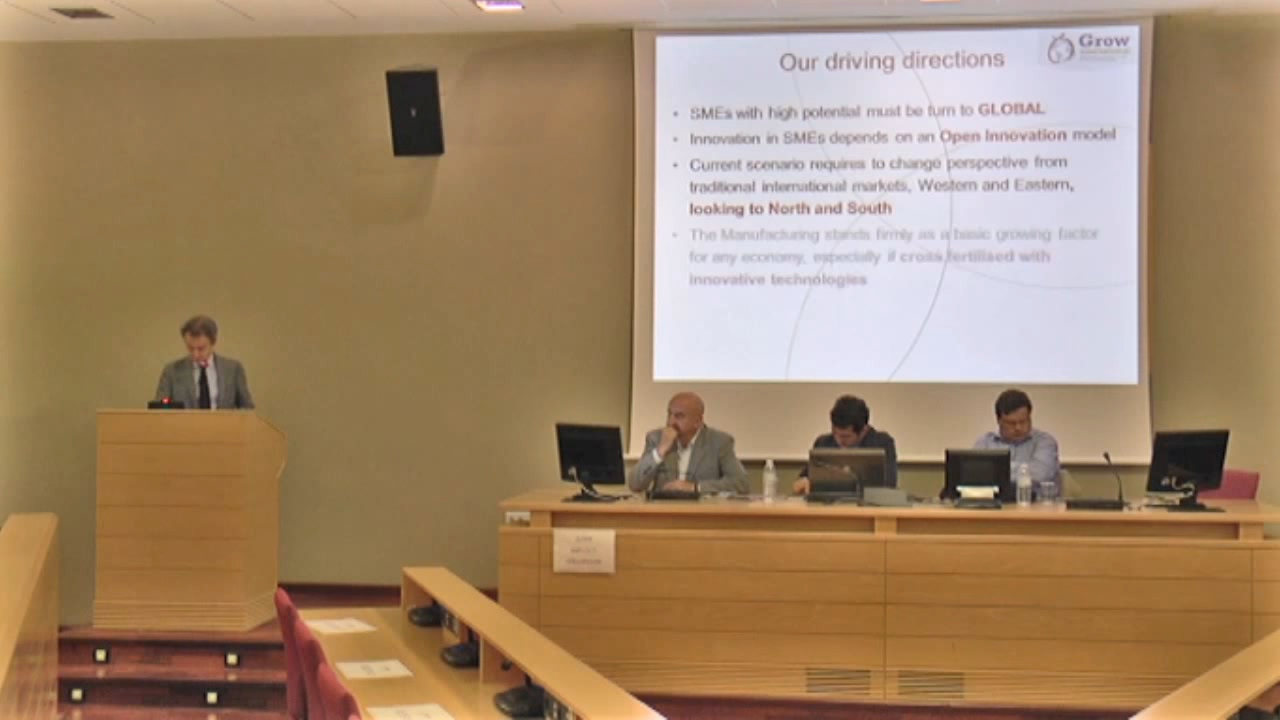 Grow
Our driving directions
• SMEs with high potential must be turn to GLOBAL
• Innovation in SMEs depends on an Open Innovation model
• Current scenario requires to change perspective from
traditional international markets, Western and Eastern,
looking to North and South
• The Manufacturing stands firmly as a basic growing factor
for any economy, especially if cross fertilised with
innovative technologies